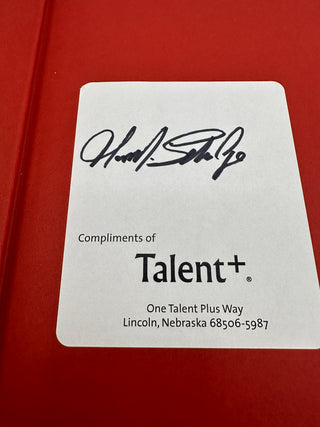 Compliments of
Talent+®
One Talent Plus Way
Lincoln, Nebraska 68506-5987